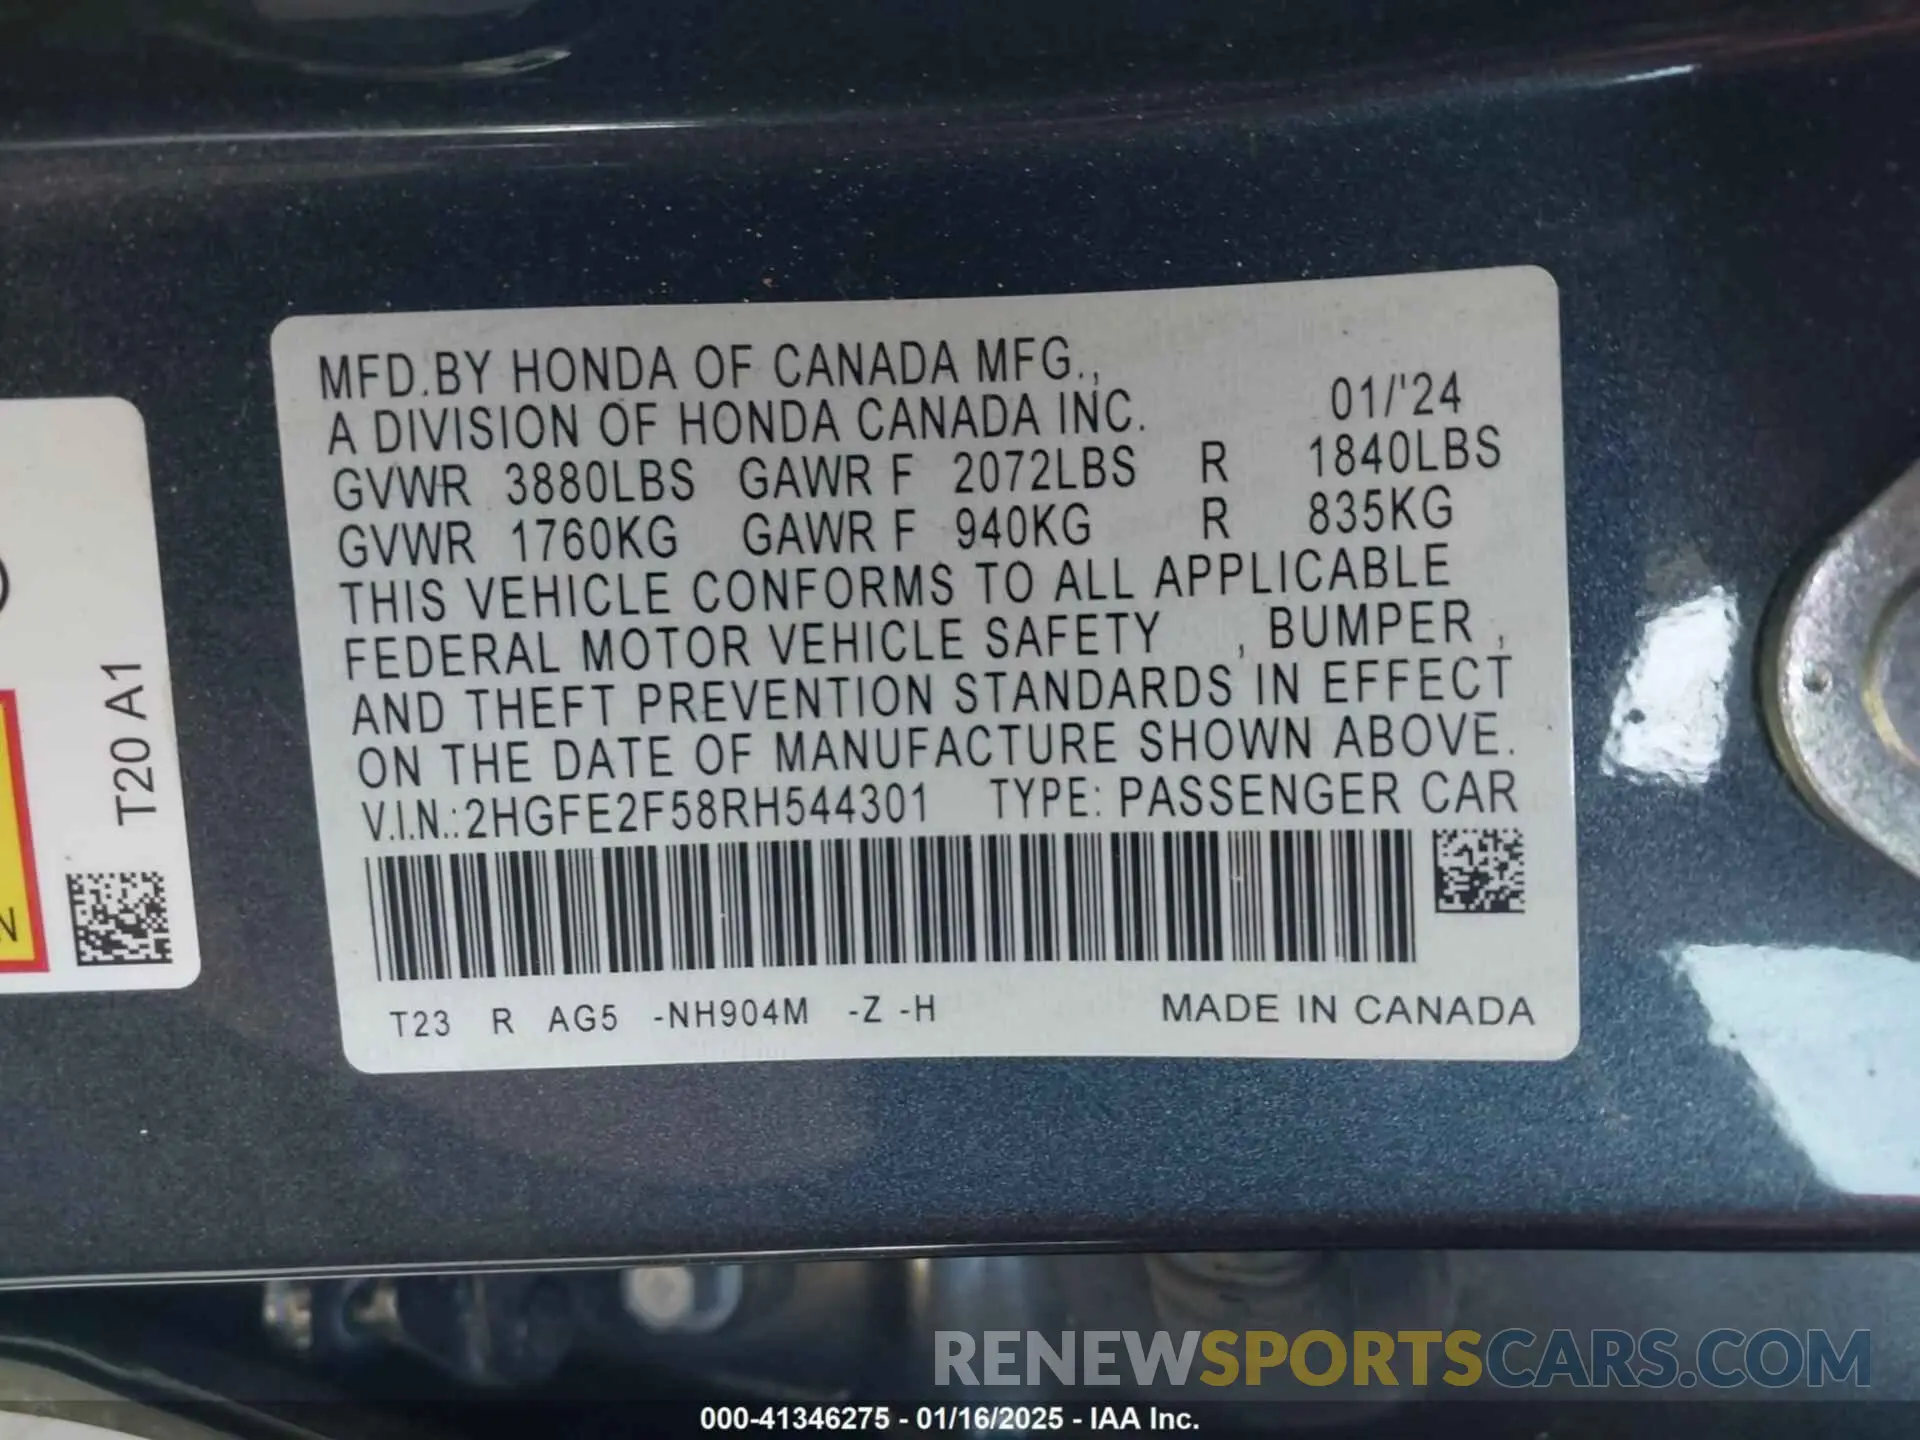 MFD.BY HONDA OF CANADA MFG.,
A DIVISION OF HONDA CANADA INC. 01/'24
GVWR 3880LBS GAWR F 2072LBS R 1840LBS
GVWR 1760KG GAWR F 940KG R 835KG
THIS VEHICLE CONFORMS TO ALL APPLICABLE
FEDERAL MOTOR VEHICLE SAFETY , BUMPER ,
AND THEFT PREVENTION STANDARDS IN EFFECT
ON THE DATE OF MANUFACTURE SHOWN ABOVE.
V.I.N.:2HGFE2F58RH544301 TYPE: PASSENGER CAR
T23 R AG5 -NH904M -Z -H MADE IN CANADA
T20 A1
RENEWSPORTSCARS.COM
000-41346275 - 01/16/2025 - IAA Inc.